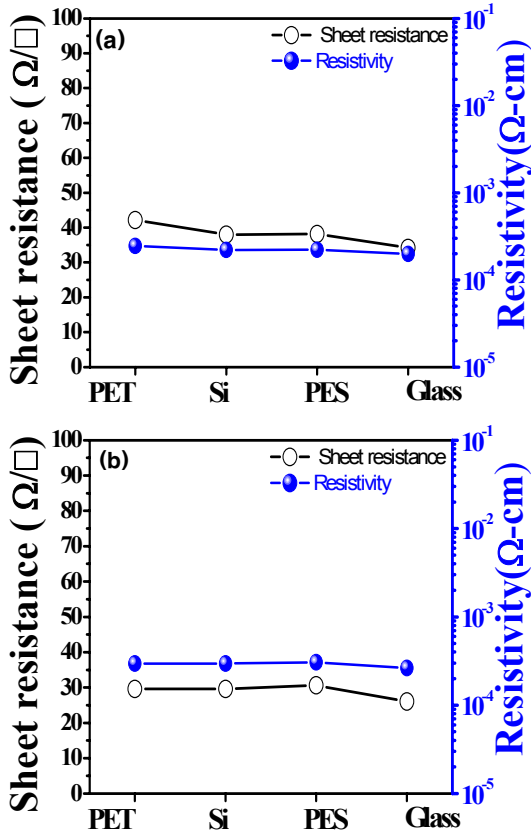 (a)
Sheet resistance
Resistivity
Sheet resistance ( Ω/□)
100
90
80
70
60
50
40
30
20
10
0
Resistivity(Ω-cm)
10⁻¹
10⁻²
10⁻³
10⁻⁴
10⁻⁵
PET Si PES Glass
(b)
Sheet resistance
Resistivity
Sheet resistance ( Ω/□)
100
90
80
70
60
50
40
30
20
10
0
Resistivity(Ω-cm)
10⁻¹
10⁻²
10⁻³
10⁻⁴
10⁻⁵
PET Si PES Glass